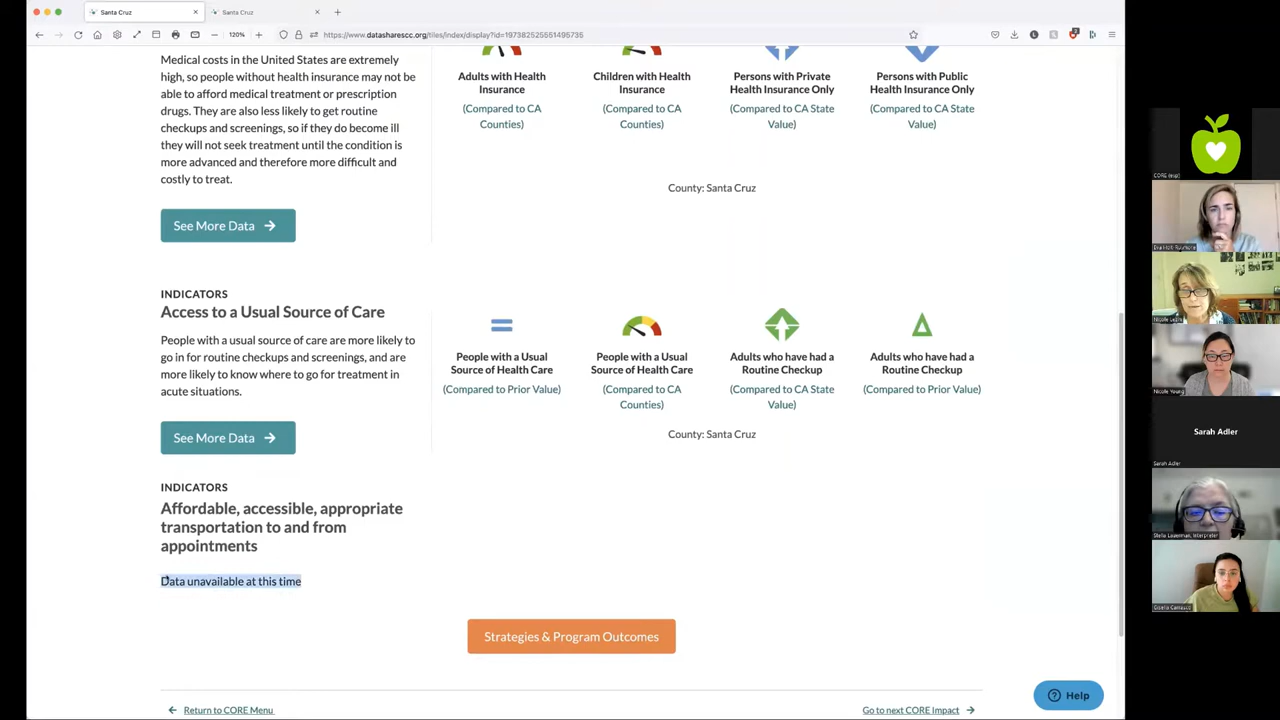 Santa Cruz
Santa Cruz
120%
https://www.datasharescc.org/tiles/index/display?id=197382525551495735
Medical costs in the United States are extremely
high, so people without health insurance may not be
able to afford medical treatment or prescription
drugs. They are also less likely to get routine
checkups and screenings, so if they do become ill
they will not seek treatment until the condition is
more advanced and therefore more difficult and
costly to treat.
See More Data
Adults with Health
Insurance
(Compared to CA
Counties)
Children with Health
Insurance
(Compared to CA
Counties)
Persons with Private
Health Insurance Only
(Compared to CA State
Value)
Persons with Public
Health Insurance Only
(Compared to CA State
Value)
County: Santa Cruz
INDICATORS
Access to a Usual Source of Care
People with a usual source of care are more likely to
go in for routine checkups and screenings, and are
more likely to know where to go for treatment in
acute situations.
See More Data
People with a Usual
Source of Health Care
(Compared to Prior Value)
People with a Usual
Source of Health Care
(Compared to CA
Counties)
Adults who have had a
Routine Checkup
(Compared to CA State
Value)
Adults who have had a
Routine Checkup
(Compared to Prior Value)
County: Santa Cruz
INDICATORS
Affordable, accessible, appropriate
transportation to and from
appointments
Data unavailable at this time
Strategies & Program Outcomes
Return to CORE Menu
Go to next CORE Impact
Help
Nicole Young
Sarah Adler
Sarah Adler